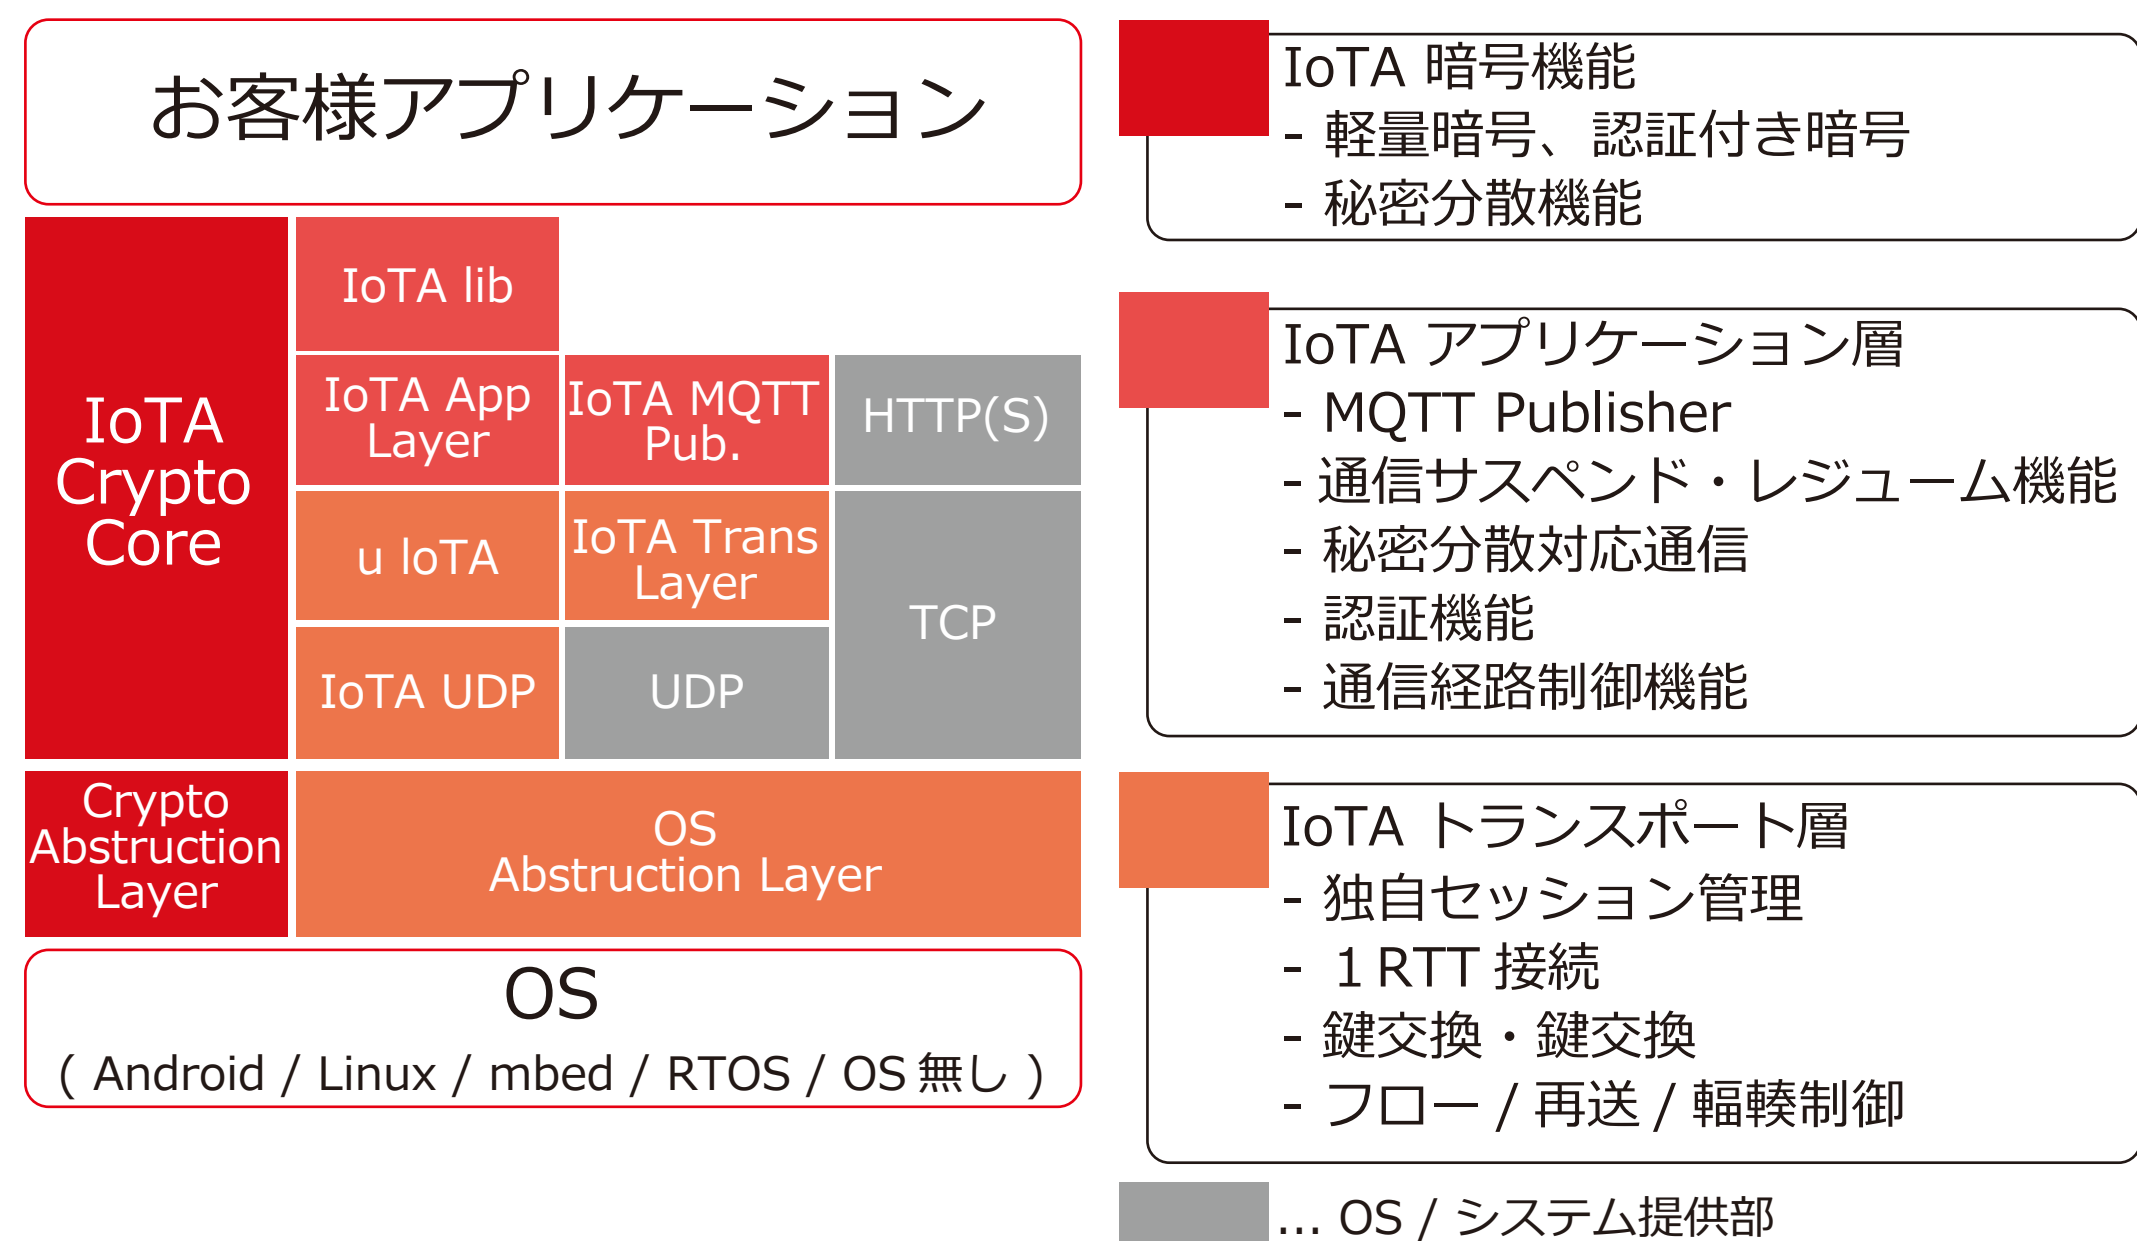 お客様アプリケーション
IoTA
Crypto
Core
IoTA lib
IoTA App
Layer
IoTA MQTT
Pub.
HTTP(S)
u loTA
IoTA Trans
Layer
TCP
IoTA UDP
UDP
Crypto
Abstruction
Layer
OS
Abstruction Layer
OS
( Android / Linux / mbed / RTOS / OS 無し )
IoTA 暗号機能
- 軽量暗号、認証付き暗号
- 秘密分散機能
IoTA アプリケーション層
- MQTT Publisher
- 通信サスペンド・レジューム機能
- 秘密分散対応通信
- 認証機能
- 通信経路制御機能
IoTA トランスポート層
- 独自セッション管理
- １RTT 接続
- 鍵交換・鍵交換
- フロー / 再送 / 輻輳制御
... OS / システム提供部